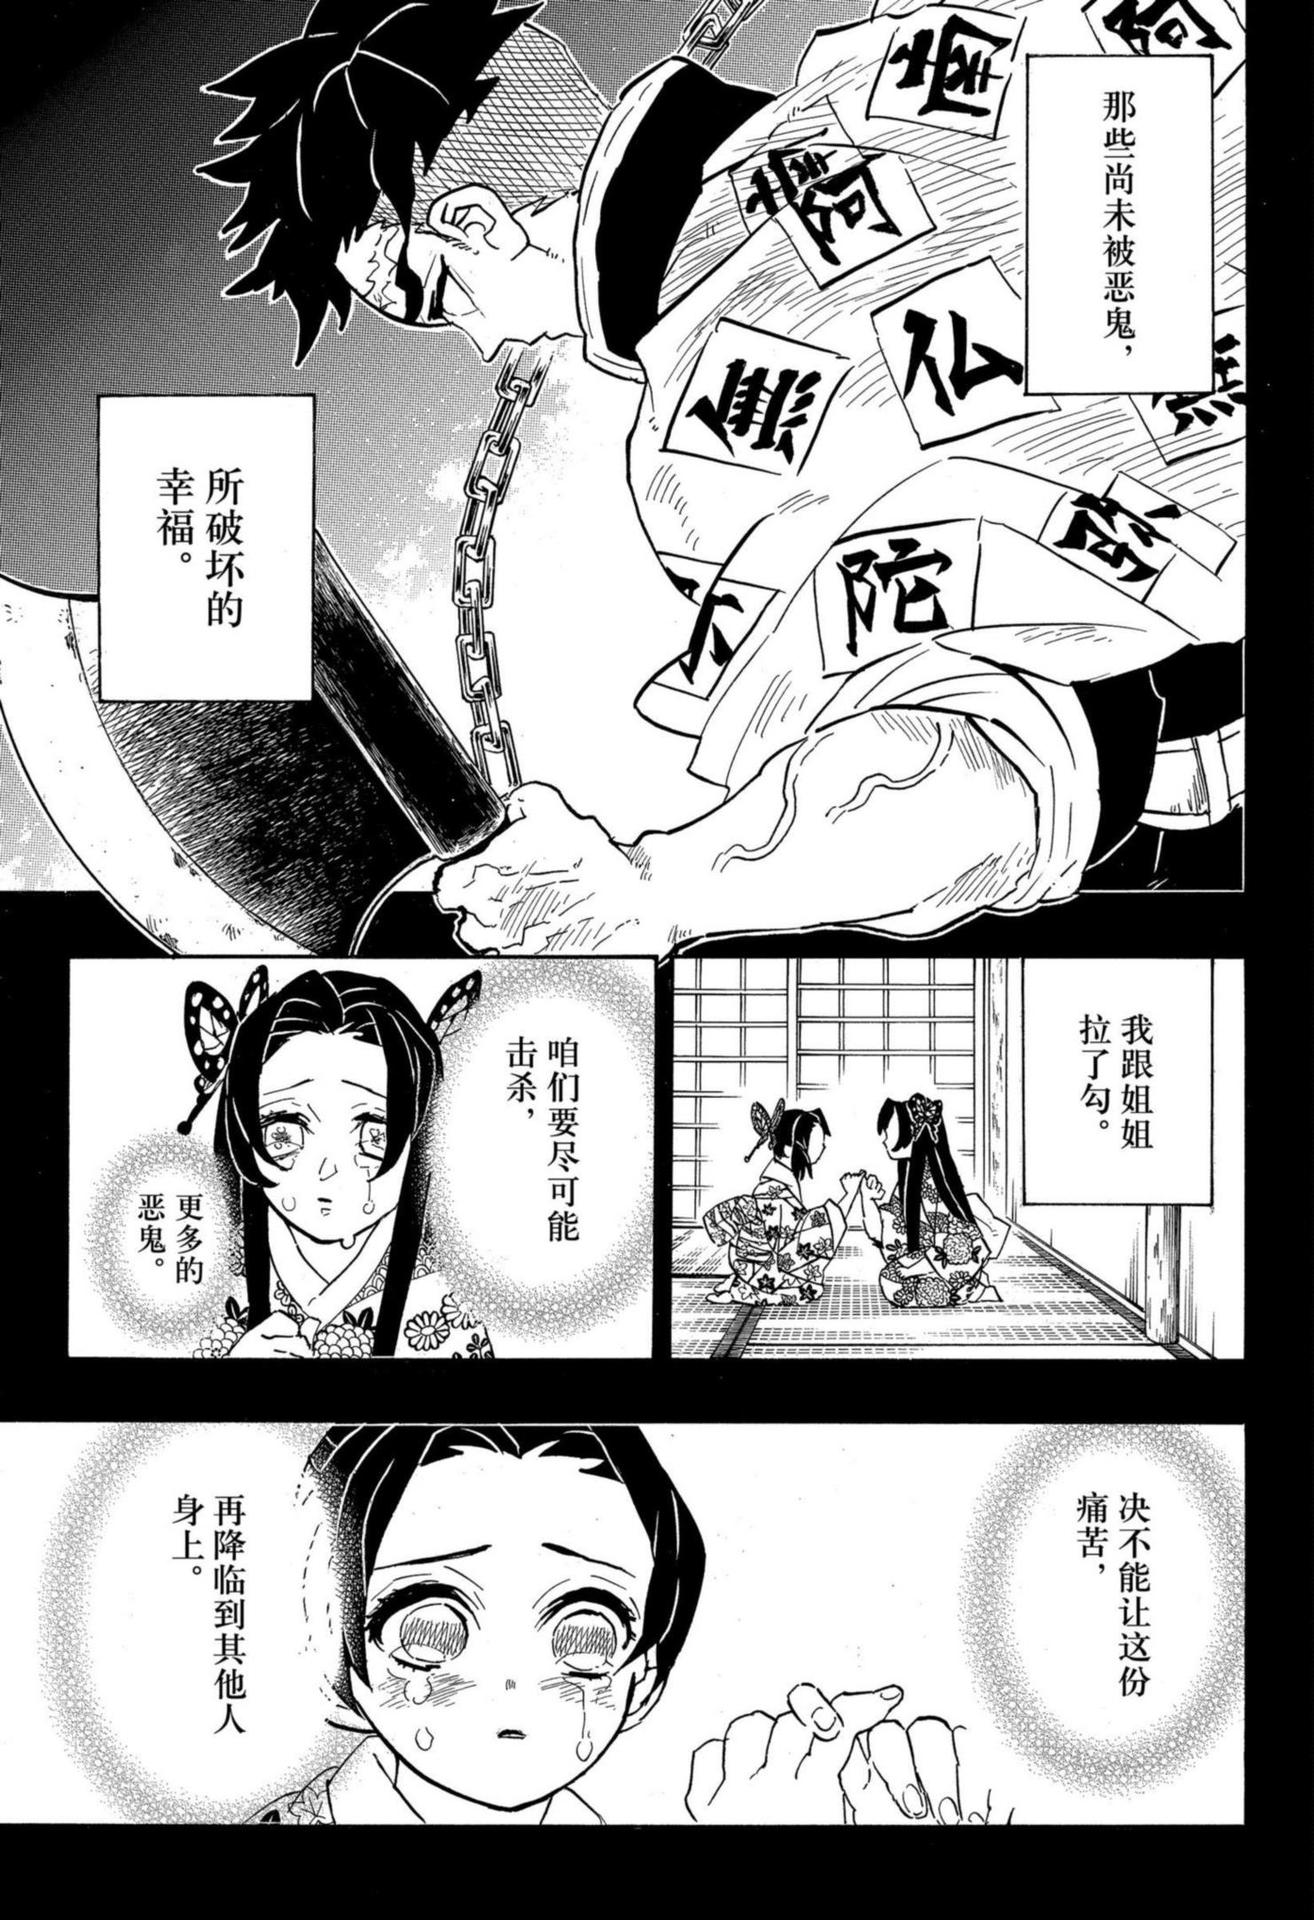 那些尚未被恶鬼，
所破坏的
幸福。
仏
陀
我跟姐姐
拉了勾。
咱们要尽可能
击杀，
更多的
恶鬼。
决不能让这份
痛苦，
再降临到其他人
身上。